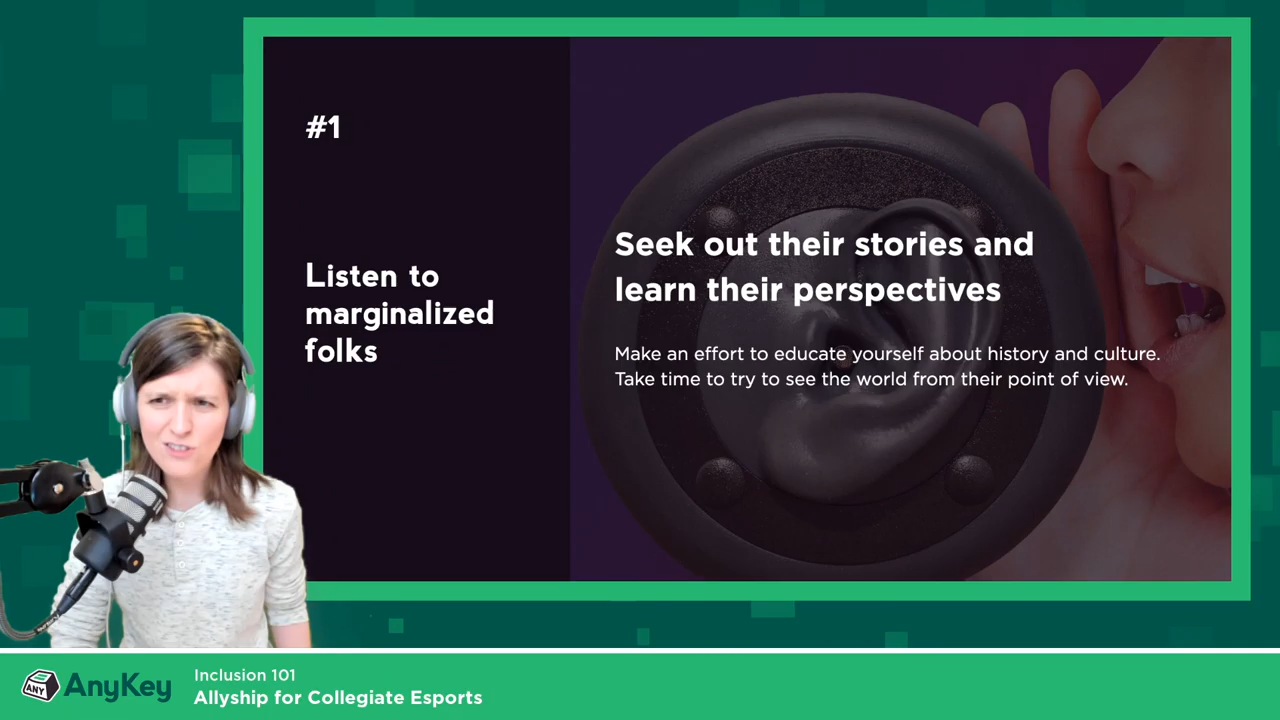 #1
Listen to
marginalized
folks
Seek out their stories and
learn their perspectives
Make an effort to educate yourself about history and culture.
Take time to try to see the world from their point of view.
ANY
AnyKey
Inclusion 101
Allyship for Collegiate Esports